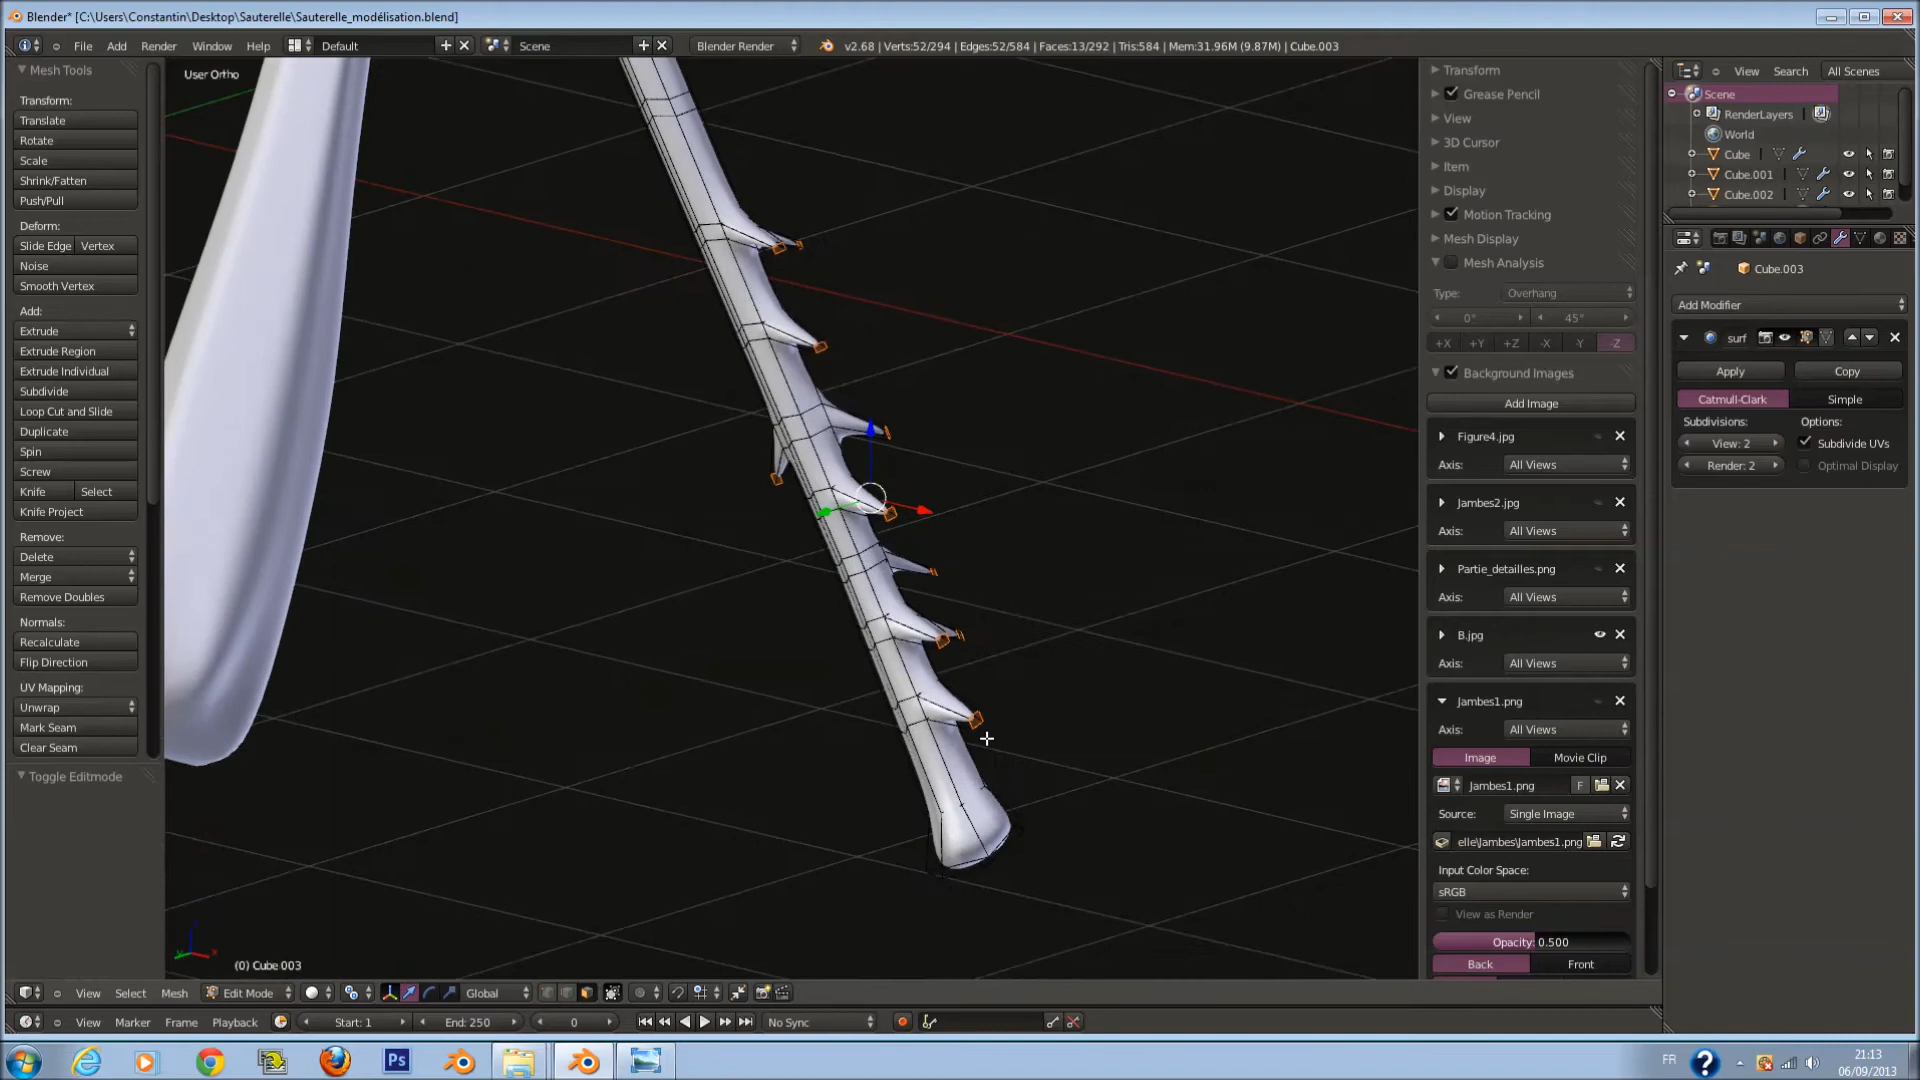 Blender* [C:\Users\Constantin\Desktop\Sauterelle\Sauterelle_modélisation.blend]
File Add Render Window Help Default Scene Blender Render v2.68 | Verts:52/294 | Edges:52/584 | Faces:13/292 | Tris:584 | Mem:31.96M (9.87M) | Cube.003
Mesh Tools
Transform:
Translate
Rotate
Scale
Shrink/Fatten
Push/Pull
Deform:
Slide Edge Vertex
Noise
Smooth Vertex
Add:
Extrude
Extrude Region
Extrude Individual
Subdivide
Loop Cut and Slide
Duplicate
Spin
Screw
Knife Select
Knife Project
Remove:
Delete
Merge
Remove Doubles
Normals:
Recalculate
Flip Direction
UV Mapping:
Unwrap
Mark Seam
Clear Seam
Toggle Editmode
User Ortho
(0) Cube 003
Transform
Grease Pencil
View
3D Cursor
Item
Display
Motion Tracking
Mesh Display
Mesh Analysis
Type: Overhang
0° 45°
+X +Y +Z -X -Y -Z
Background Images
Add Image
Figure4.jpg
Axis: All Views
Jambes2.jpg
Axis: All Views
Partie_detailles.png
Axis: All Views
B.jpg
Axis: All Views
Jambes1.png
Axis: All Views
Image Movie Clip
Jambes1.png F
Source: Single Image
elle\Jambes\Jambes1.png
Input Color Space:
sRGB
View as Render
Opacity: 0.500
Back Front
View Search All Scenes
Scene
RenderLayers
World
Cube
Cube.001
Cube.002
Cube.003
Add Modifier
surf
Apply Copy
Catmull-Clark Simple
Subdivisions: Options:
View: 2 Subdivide UVs
Render: 2 Optimal Display
View Select Mesh Edit Mode Global
View Marker Frame Playback Start: 1 End: 250 0 No Sync
Ps
FR 21:13
06/09/2013